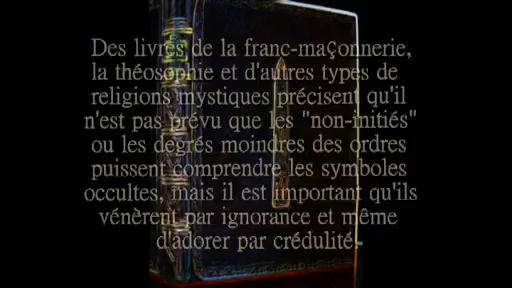 Des livres de la franc-maçonnerie,
la théosophie et d'autres types de
religions mystiques précisent qu'il
n'est pas prévu que les "non-initiés"
ou les degrés moindres des ordres
puissent comprendre les symboles
occultes, mais il est important qu'ils
vénèrent par ignorance et même
d'adorer par crédulité.